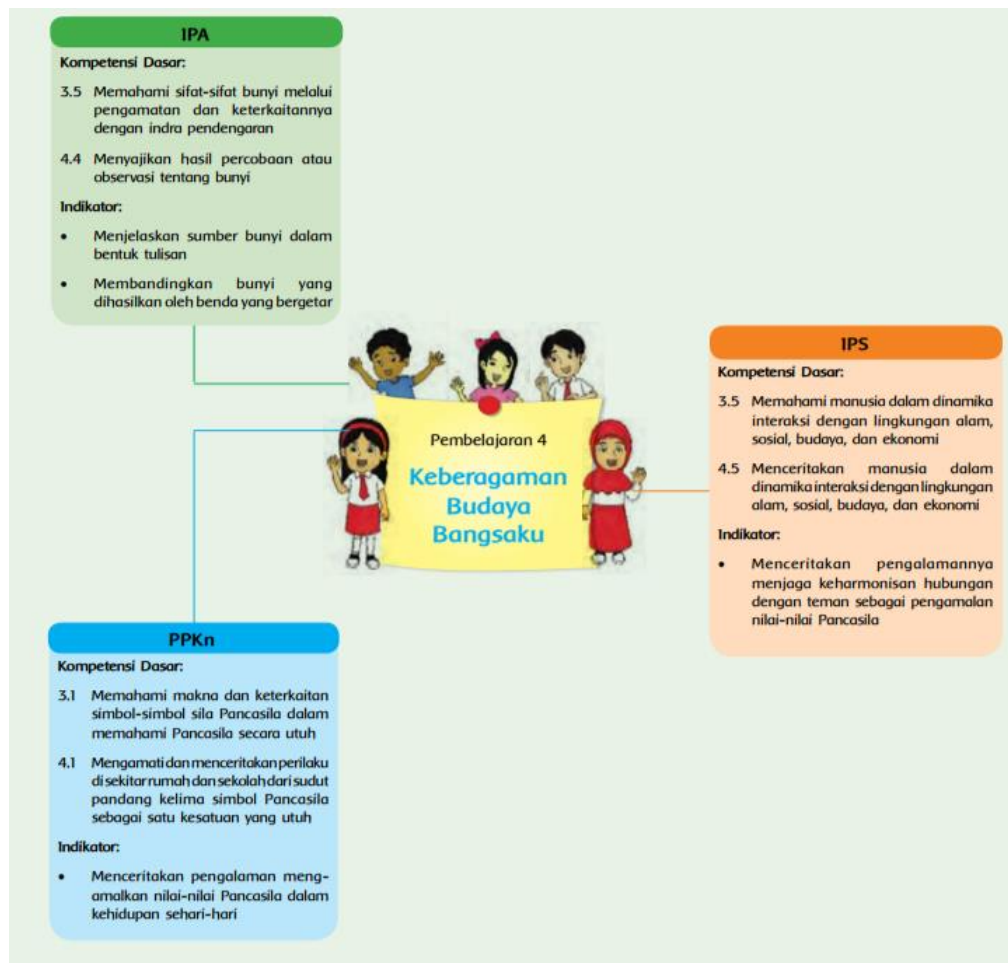 IPA
Kompetensi Dasar:
3.5 Memahami sifat-sifat bunyi melalui
pengamatan dan keterkaitannya
dengan indra pendengaran
4.4 Menyajikan hasil percobaan atau
observasi tentang bunyi
Indikator:
• Menjelaskan sumber bunyi dalam
bentuk tulisan
• Membandingkan bunyi yang
dihasilkan oleh benda yang bergetar
Pembelajaran 4
Keberagaman
Budaya
Bangsaku
IPS
Kompetensi Dasar:
3.5 Memahami manusia dalam dinamika
interaksi dengan lingkungan alam,
sosial, budaya, dan ekonomi
4.5 Menceritakan manusia dalam
dinamika interaksi dengan lingkungan
alam, sosial, budaya, dan ekonomi
Indikator:
• Menceritakan pengalamannya
menjaga keharmonisan hubungan
dengan teman sebagai pengamalan
nilai-nilai Pancasila
PPKn
Kompetensi Dasar:
3.1 Memahami makna dan keterkaitan
simbol-simbol sila Pancasila dalam
memahami Pancasila secara utuh
4.1 Mengamati dan menceritakan perilaku
di sekitar rumah dan sekolah dari sudut
pandang kelima simbol Pancasila
sebagai satu kesatuan yang utuh
Indikator:
• Menceritakan pengalaman meng-
amalkan nilai-nilai Pancasila dalam
kehidupan sehari-hari